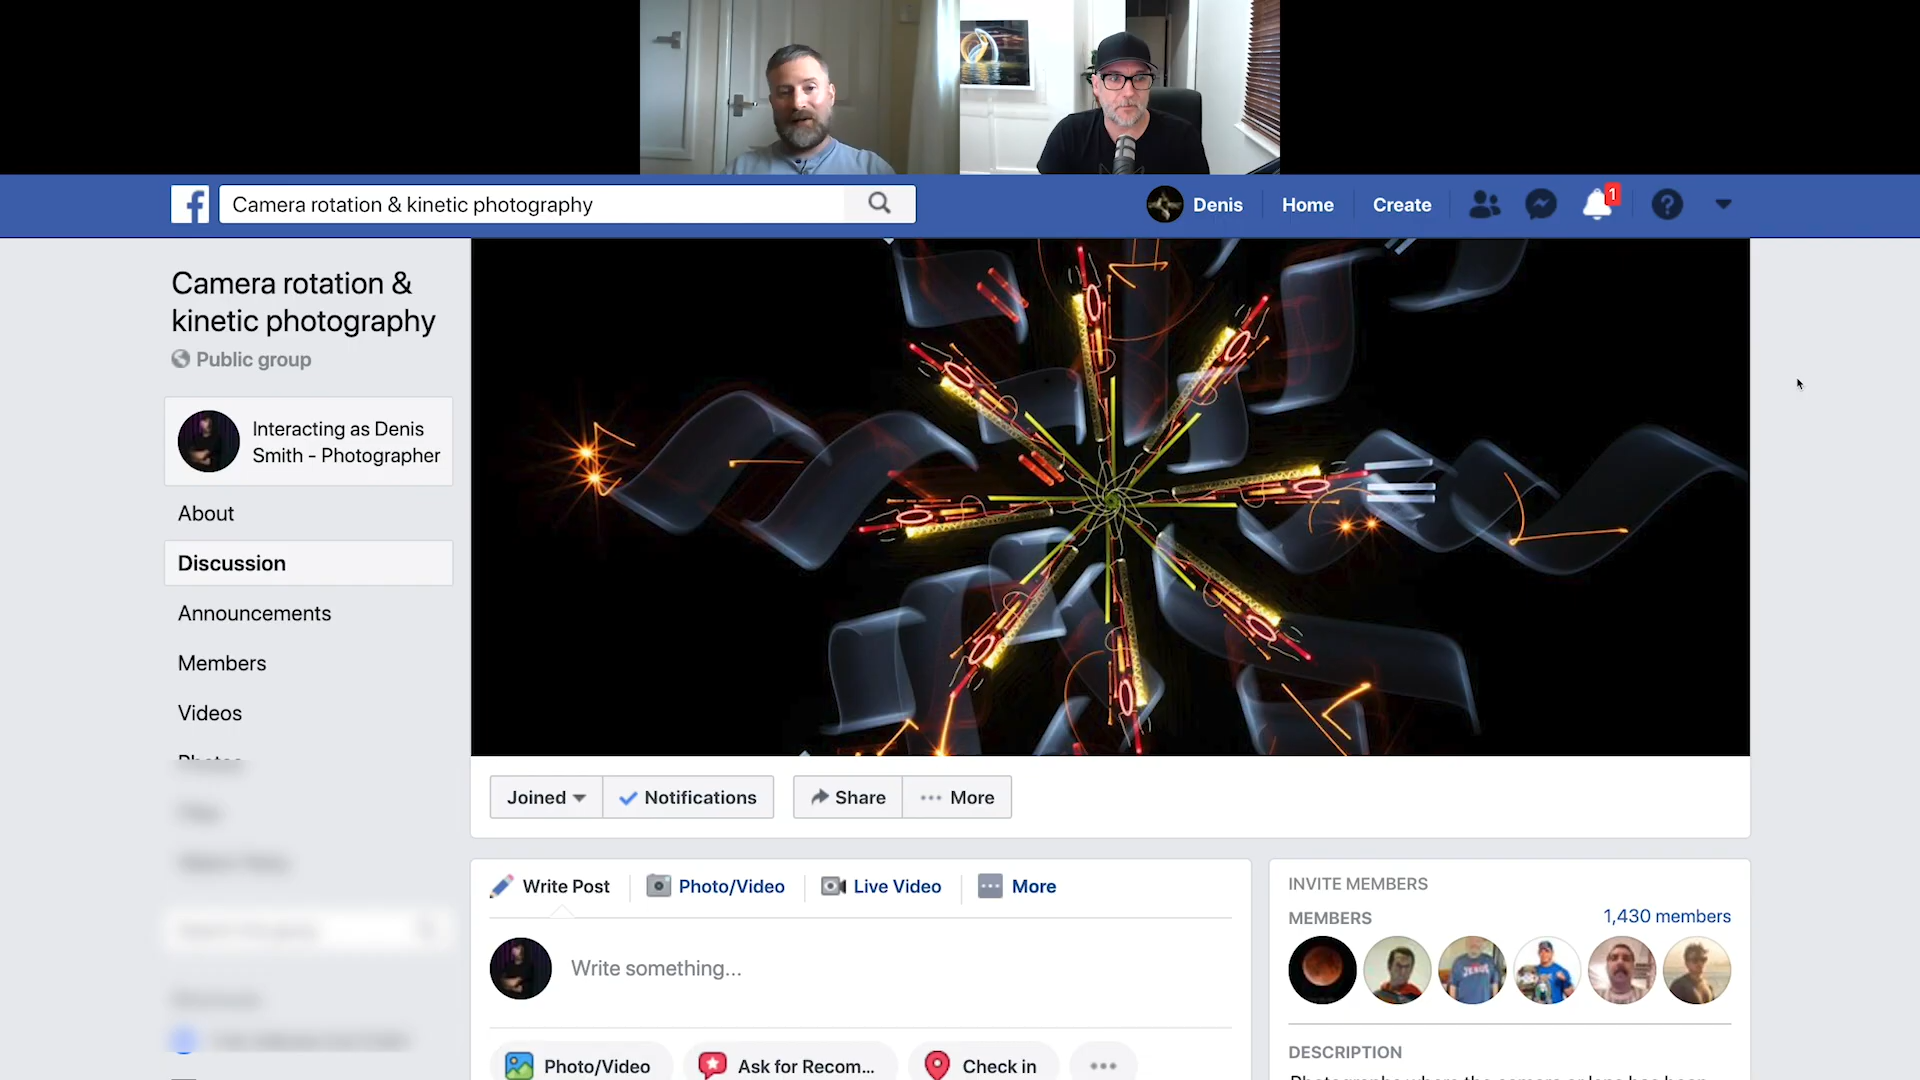 Camera rotation & kinetic photography
Denis
Home
Create
1
Camera rotation &
kinetic photography
Public group
Interacting as Denis
Smith - Photographer
About
Discussion
Announcements
Members
Videos
Photos
Joined
Notifications
Share
More
Write Post
Photo/Video
Live Video
More
Write something...
Photo/Video
Ask for Recom...
Check in
INVITE MEMBERS
MEMBERS
1,430 members
DESCRIPTION